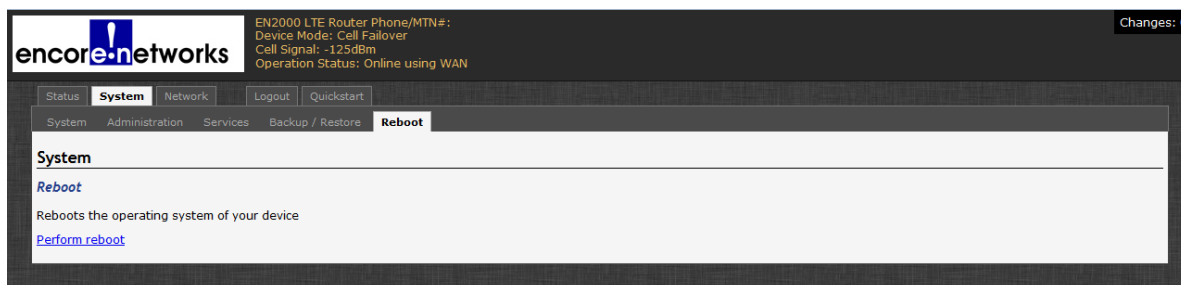 encore!networks
EN2000 LTE Router Phone/MTN#:
Device Mode: Cell Failover
Cell Signal: -125dBm
Operation Status: Online using WAN
Changes:
Status System Network Logout Quickstart
System Administration Services Backup / Restore Reboot
System
Reboot
Reboots the operating system of your device
Perform reboot